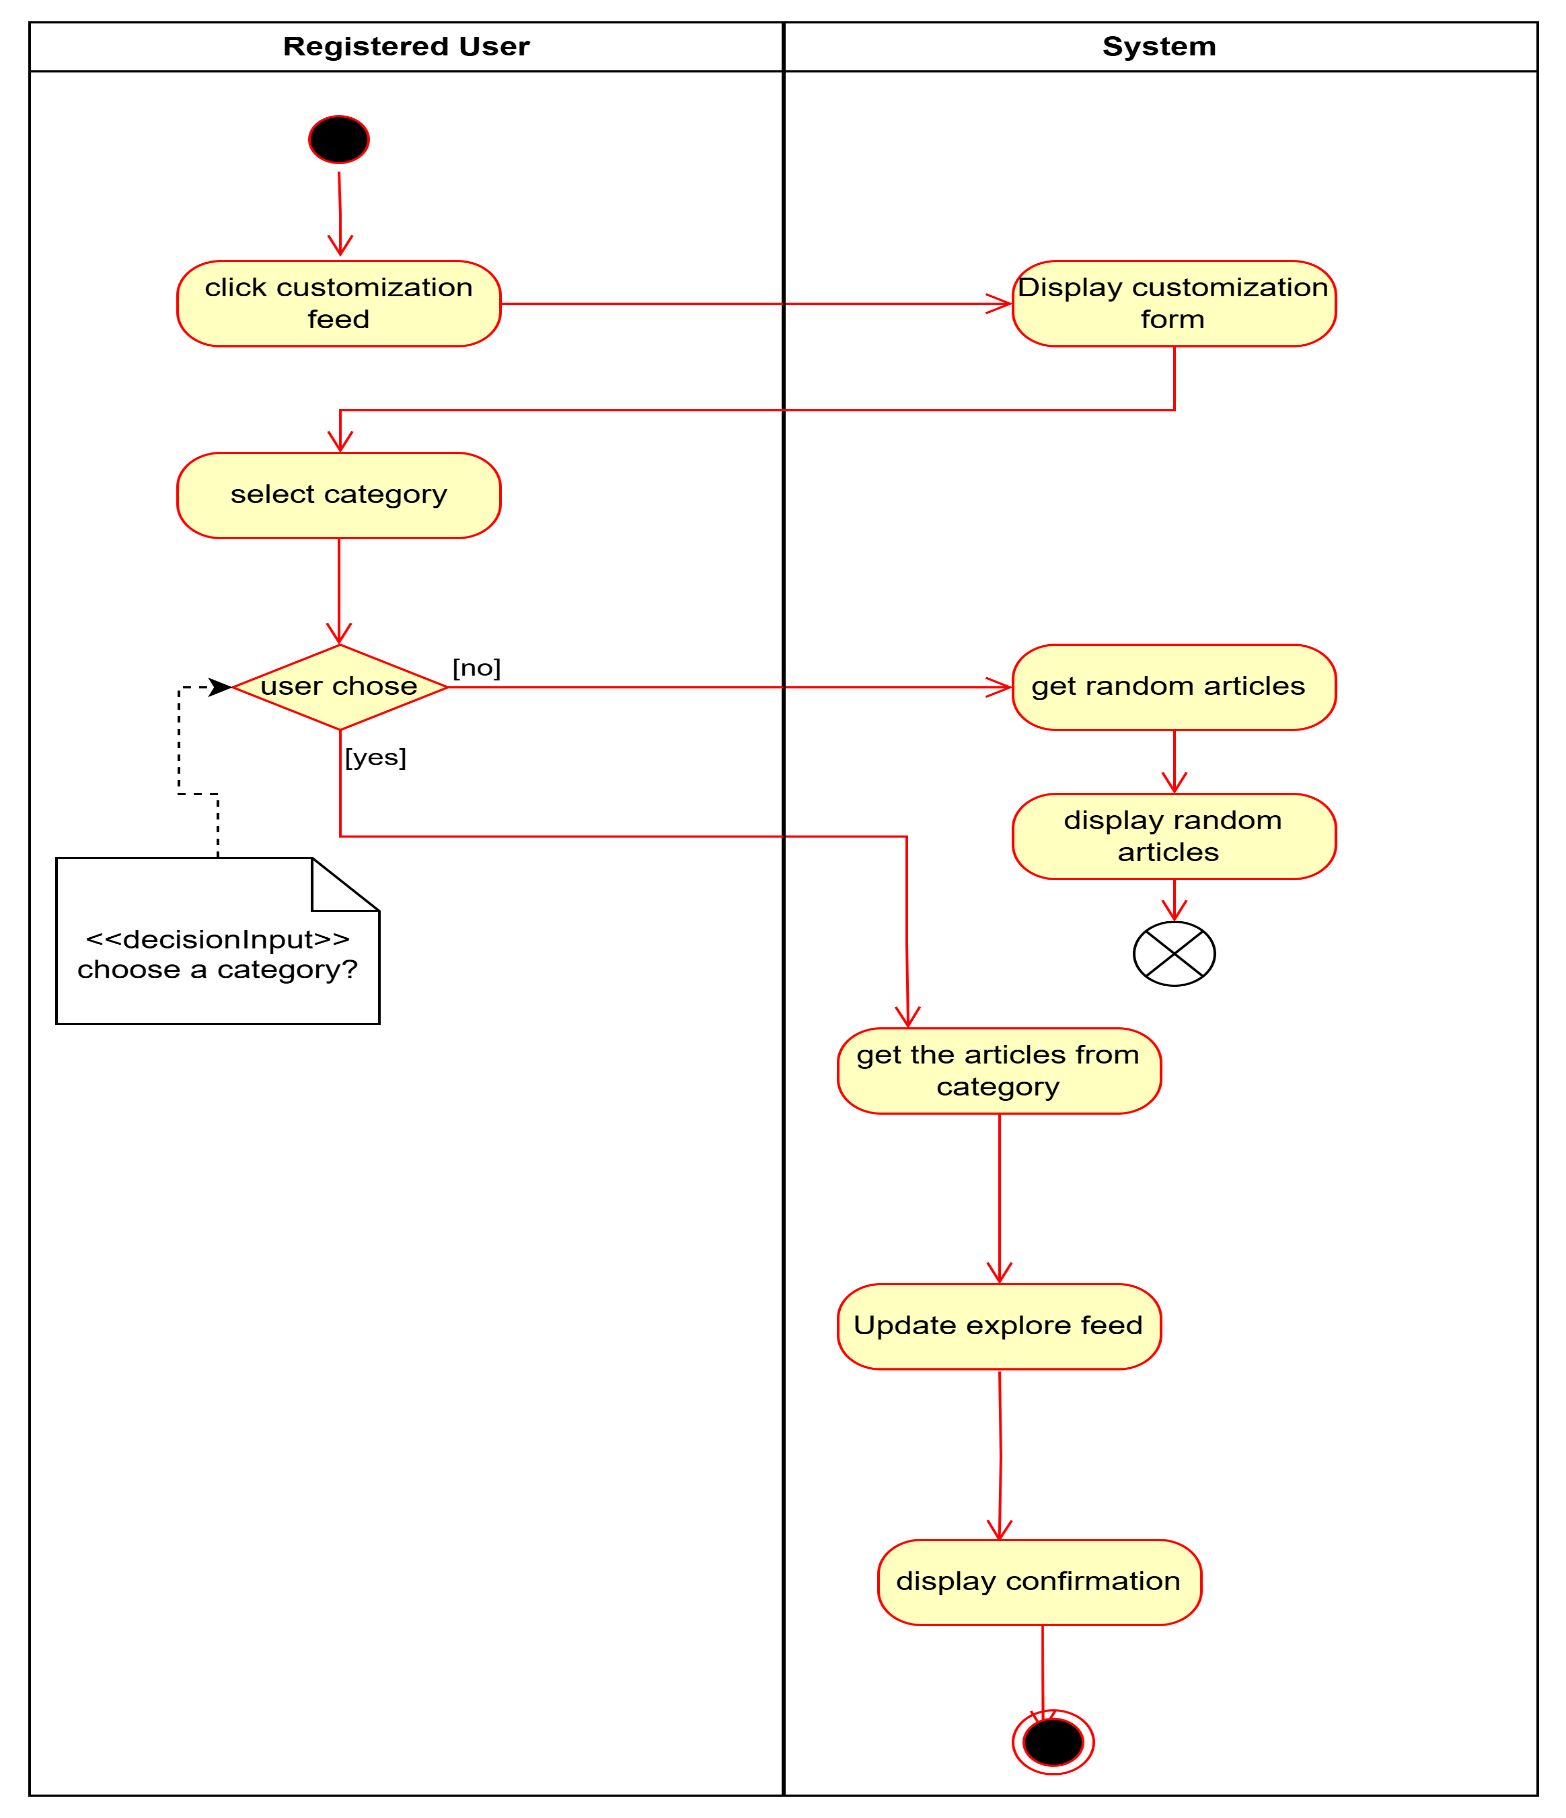 Registered User
System
click customization
feed
Display customization
form
select category
user chose
[no]
get random articles
[yes]
display random
articles
<<decisionInput>>
choose a category?
get the articles from
category
Update explore feed
display confirmation